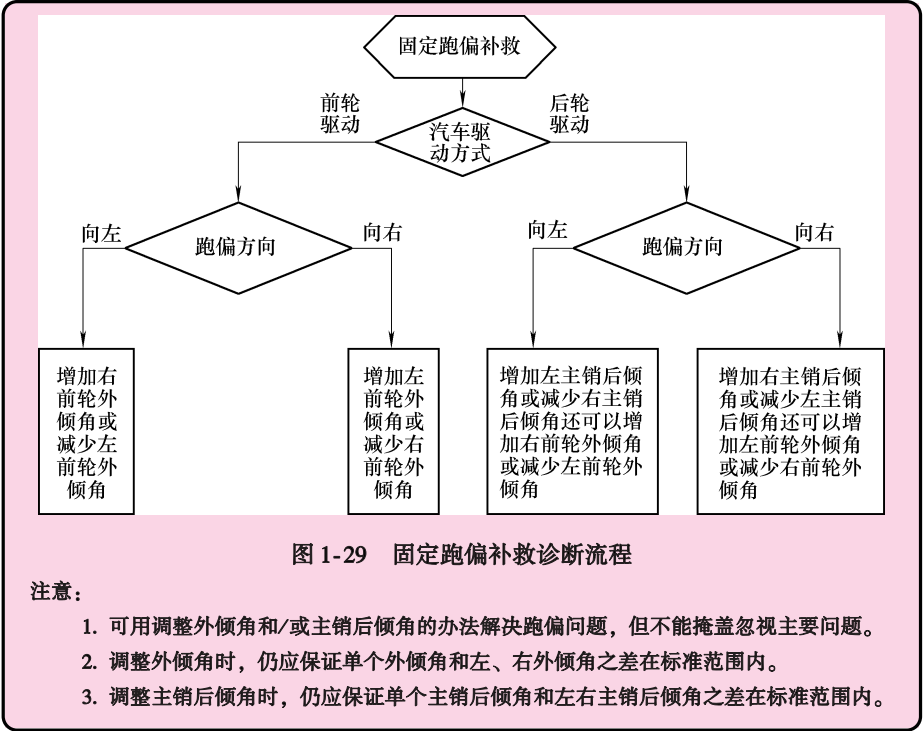 固定跑偏补救
前轮
驱动
后轮
驱动
汽车驱
动方式
向左
跑偏方向
向右
向左
跑偏方向
向右
增加右
前轮外
倾角或
减少左
前轮外
倾角
增加左
前轮外
倾角或
减少右
前轮外
倾角
增加左主销后倾
角或减少右主销
后倾角还可以增
加右前轮外倾角
或减少左前轮外
倾角
增加右主销后倾
角或减少左主销
后倾角还可以增
加左前轮外倾角
或减少右前轮外
倾角
图 1-29 固定跑偏补救诊断流程
注意：
1. 可用调整外倾角和/或主销后倾角的办法解决跑偏问题，但不能掩盖忽视主要问题。
2. 调整外倾角时，仍应保证单个外倾角和左、右外倾角之差在标准范围内。
3. 调整主销后倾角时，仍应保证单个主销后倾角和左右主销后倾角之差在标准范围内。